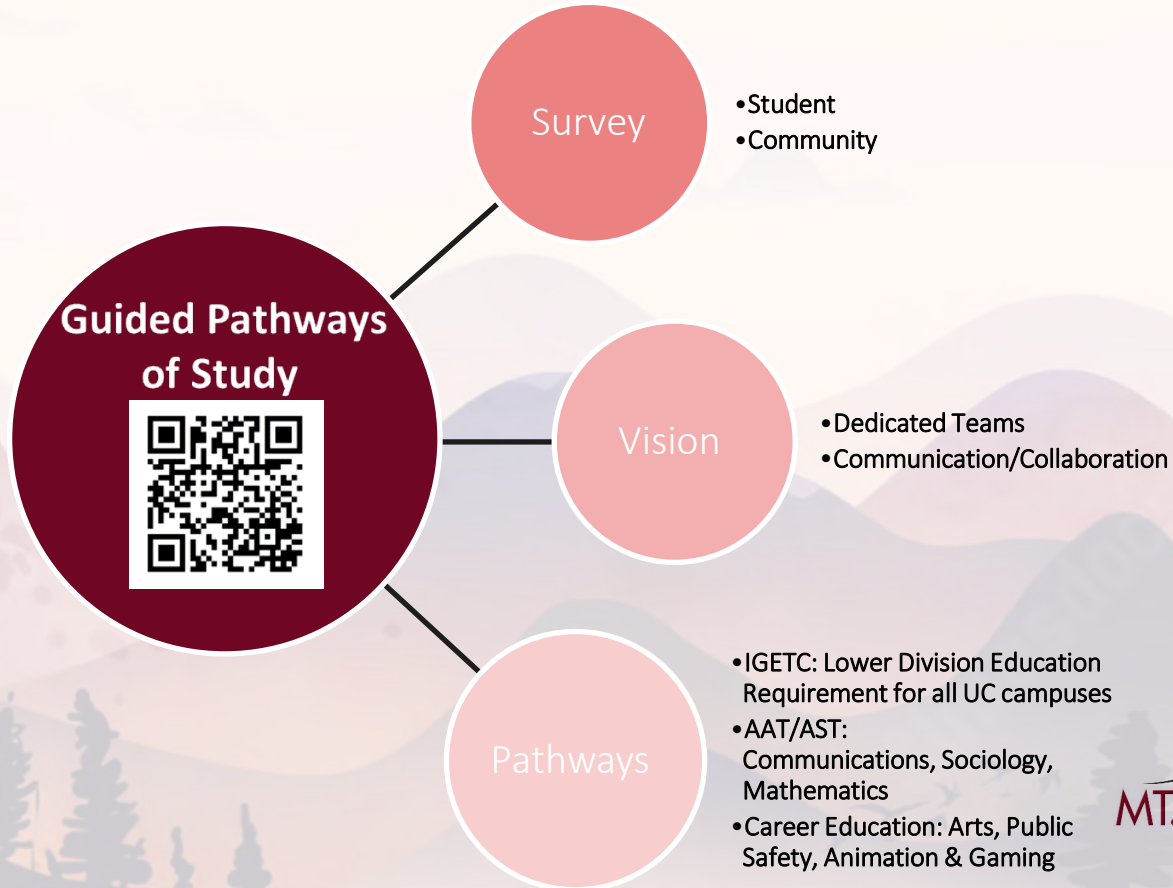 Survey
•Student
•Community
Guided Pathways
of Study
Vision
•Dedicated Teams
•Communication/Collaboration
Pathways
•IGETC: Lower Division Education
Requirement for all UC campuses
•AAT/AST:
Communications, Sociology,
Mathematics
•Career Education: Arts, Public
Safety, Animation & Gaming
MT.